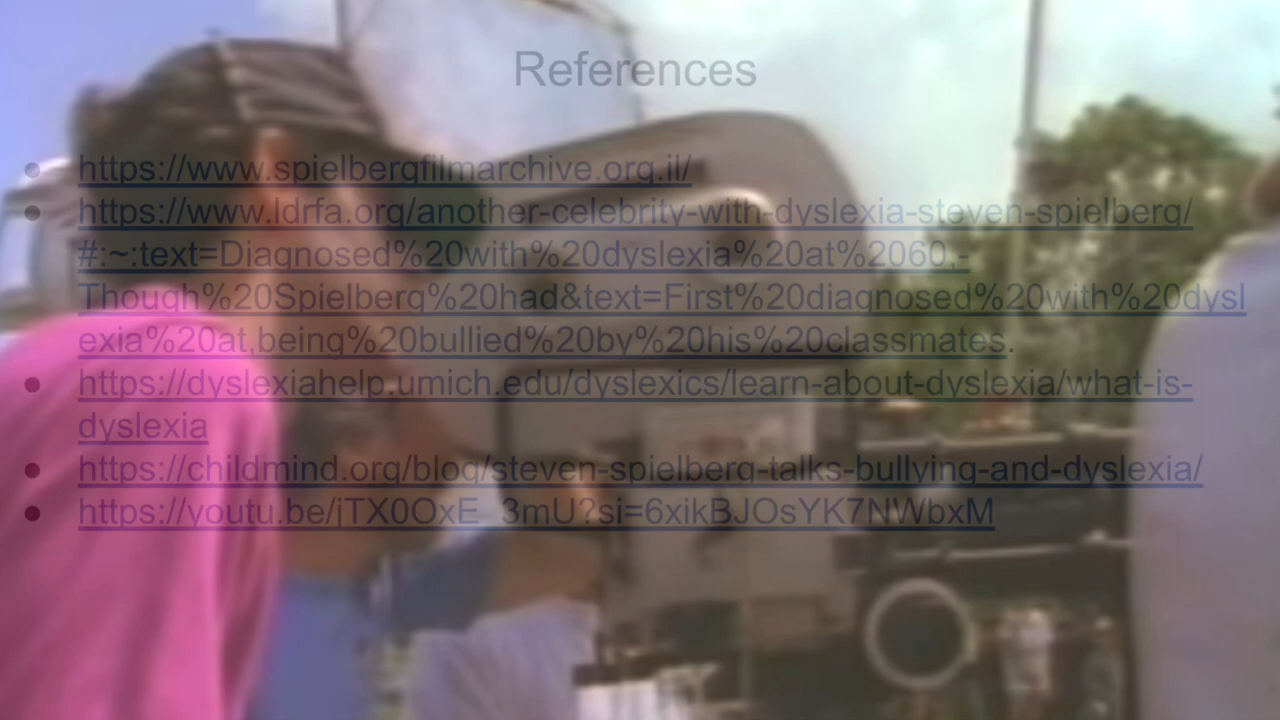 References
• https://www.spielbergfilmarchive.org.il/
• https://www.ldrfa.org/another-celebrity-with-dyslexia-steven-spielberg/
#:~:text=Diagnosed%20with%20dyslexia%20at%2060,-
Though%20Spielberg%20had&text=First%20diagnosed%20with%20dysl
exia%20at,being%20bullied%20by%20his%20classmates.
• https://dyslexiahelp.umich.edu/dyslexics/learn-about-dyslexia/what-is-
dyslexia
• https://childmind.org/blog/steven-spielberg-talks-bullying-and-dyslexia/
• https://youtu.be/iTX0OxE_3mU?si=6xikBJOsYK7NWbxM